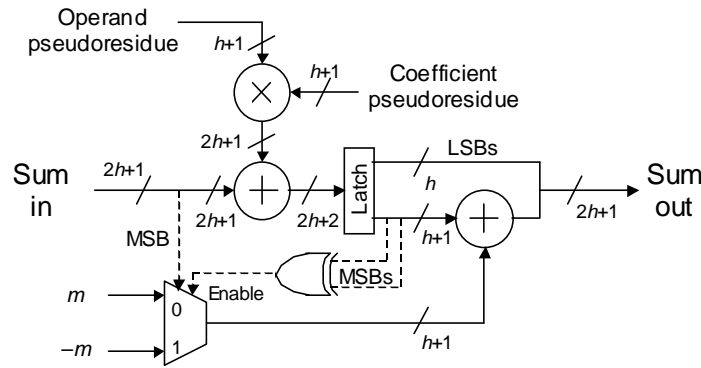 Operand
pseudoresidue
h+1
h+1
Coefficient
pseudoresidue
×
2h+1
Sum
in
2h+1
2h+1
+
2h+2
Latch
LSBs
h
h+1
+
2h+1
Sum
out
MSB
MSBs
Enable
m
0
−m
1
h+1